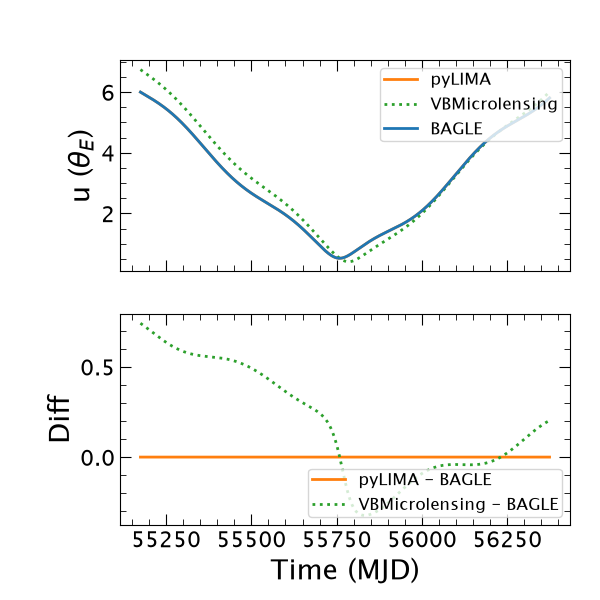 pyLIMA
VBMicrolensing
BAGLE
6
4
2
u (θ_E)
0.5
0.0
Diff
pyLIMA − BAGLE
VBMicrolensing − BAGLE
55250 55500 55750 56000 56250
Time (MJD)